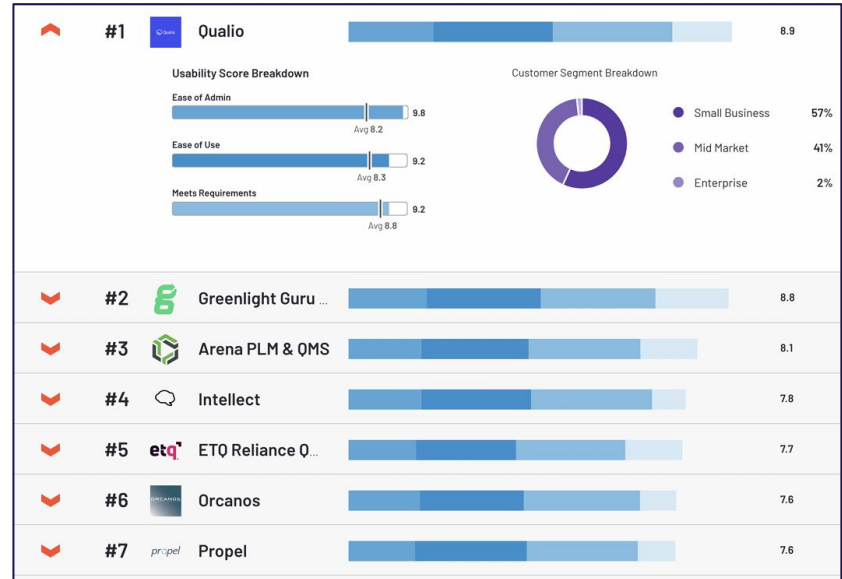 #1 Qualio Qualio 8.9
Usability Score Breakdown
Ease of Admin
9.8
Avg 8.2
Ease of Use
9.2
Avg 8.3
Meets Requirements
9.2
Avg 8.8
Customer Segment Breakdown
Small Business 57%
Mid Market 41%
Enterprise 2%
#2 Greenlight Guru ... 8.8
#3 Arena PLM & QMS 8.1
#4 Intellect 7.8
#5 etq ETQ Reliance Q... 7.7
#6 ORCANOS Orcanos 7.6
#7 propel Propel 7.6